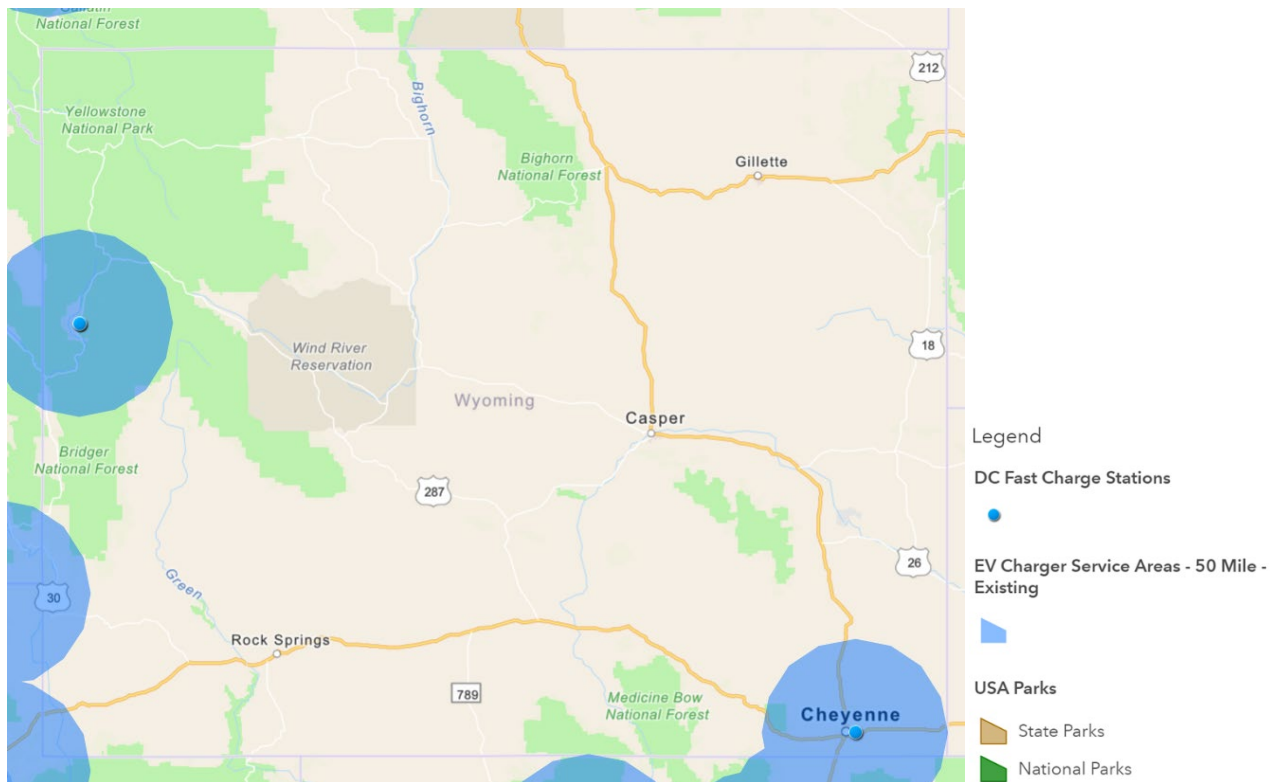 Gallatin
National Forest
212
Bighorn
Yellowstone
National Park
Bighorn
National Forest
Gillette
Wind River
Reservation
18
Wyoming
Casper
Bridger
National Forest
287
26
Green
30
Rock Springs
789
Medicine Bow
National Forest
Cheyenne
Legend
DC Fast Charge Stations
EV Charger Service Areas - 50 Mile -
Existing
USA Parks
State Parks
National Parks